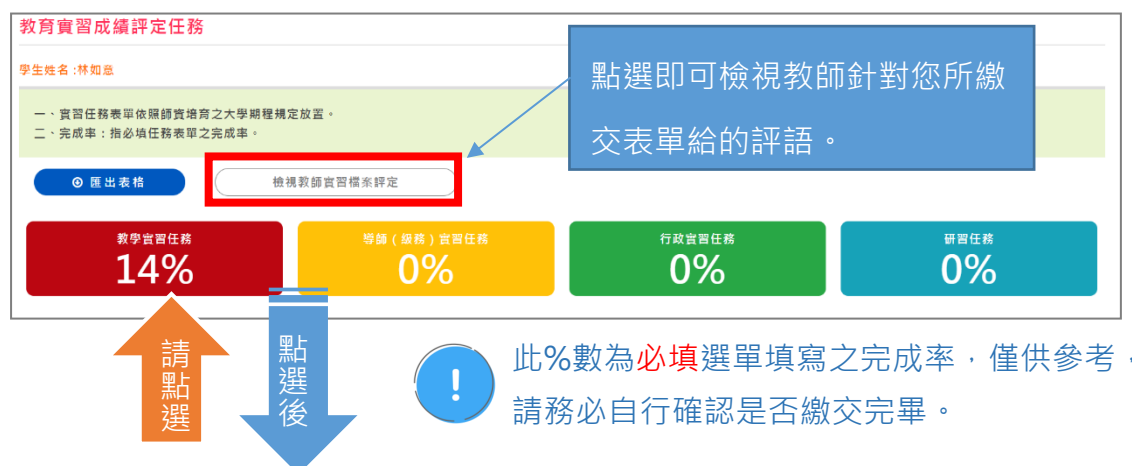 教育實習成績評定任務
學生姓名:林如意
點選即可檢視教師針對您所繳
交表單給的評語。
一、實習任務表單依照師資培育之大學期程規定放置。
二、完成率:指必填任務表單之完成率。
匯出表格
檢視教師實習檔案評定
教學實習任務
14%
導師(級務)實習任務
0%
行政實習任務
0%
研習任務
0%
請點選
點選後
此%數為必填選單填寫之完成率,僅供參考,
請務必自行確認是否繳交完畢。